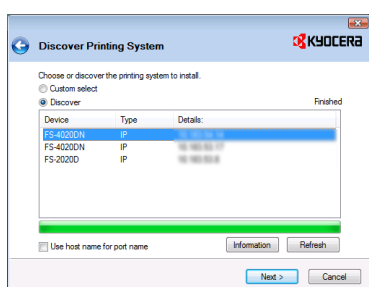 Discover Printing System
KYOCERA
Choose or discover the printing system to install.
Custom select
Discover
Finished
Device Type Details:
FS-4020DN IP
FS-4020DN IP
FS-2020D IP
Use host name for port name
Information
Refresh
Next >
Cancel